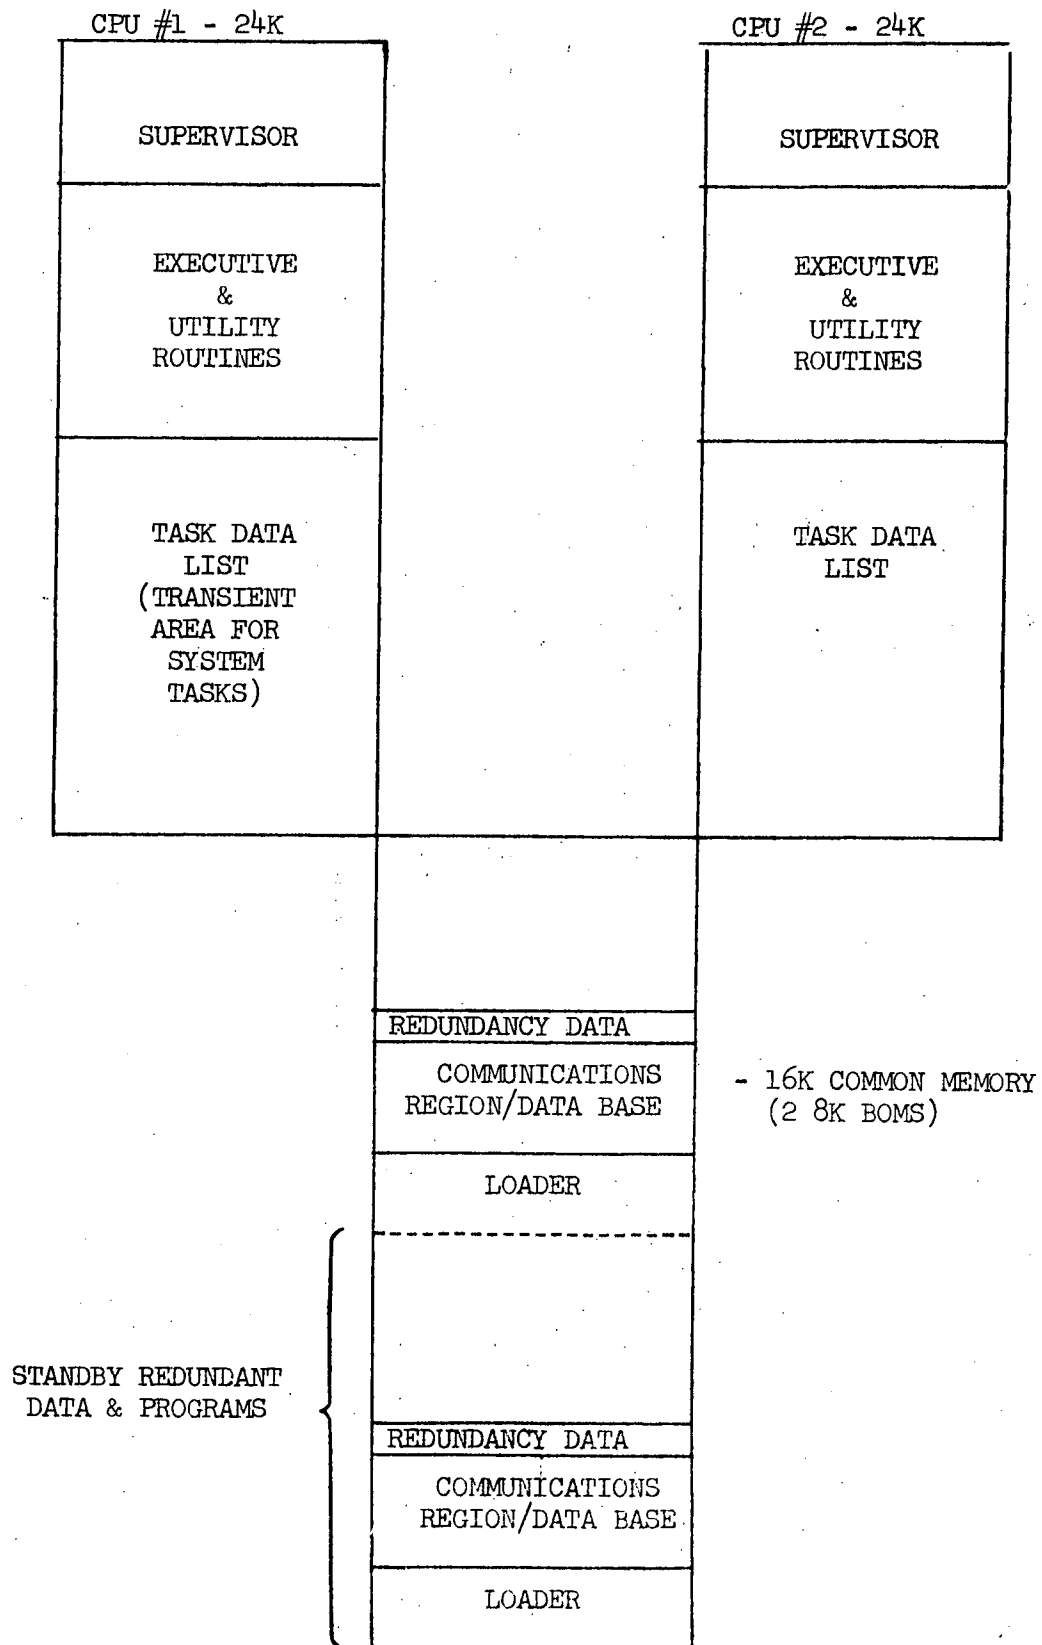 CPU #1 - 24K
SUPERVISOR
EXECUTIVE
&
UTILITY
ROUTINES
TASK DATA
LIST
(TRANSIENT
AREA FOR
SYSTEM
TASKS)
CPU #2 - 24K
SUPERVISOR
EXECUTIVE
&
UTILITY
ROUTINES
TASK DATA
LIST
REDUNDANCY DATA
COMMUNICATIONS
REGION/DATA BASE
- 16K COMMON MEMORY
(2 8K BOMS)
LOADER
STANDBY REDUNDANT
DATA & PROGRAMS
REDUNDANCY DATA
COMMUNICATIONS
REGION/DATA BASE
LOADER